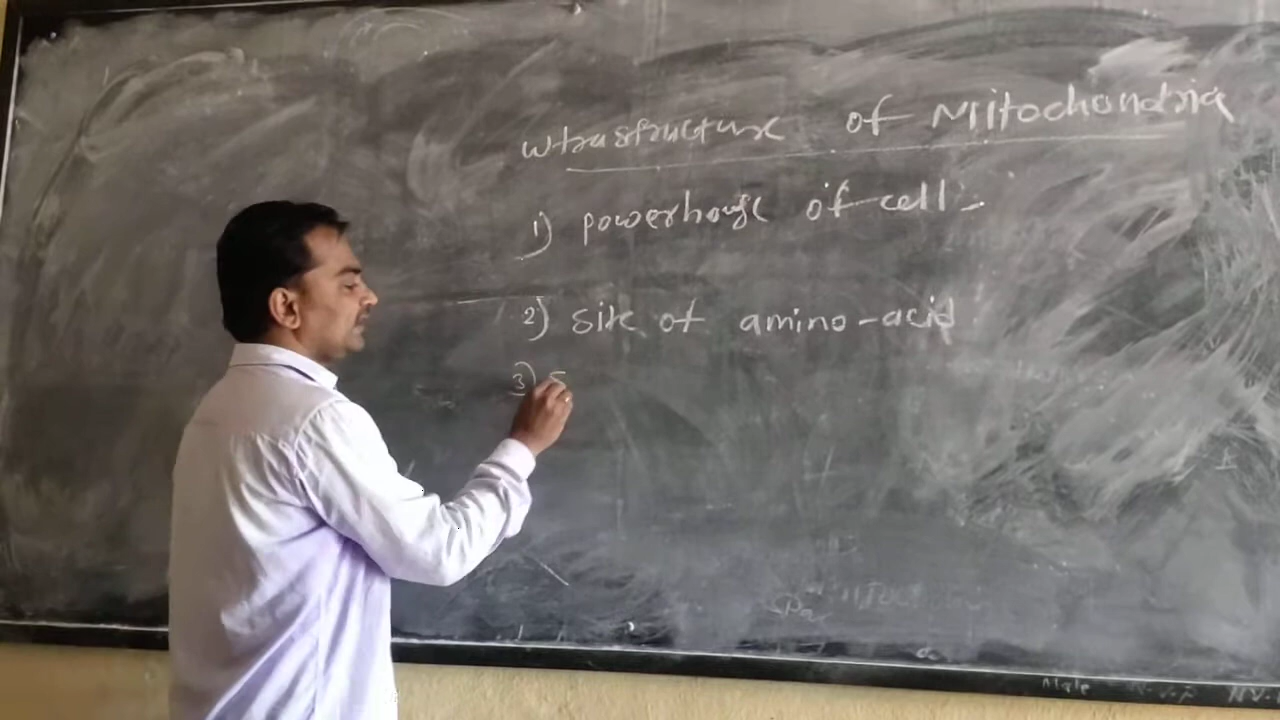 Ultrastructure of Mitochondria
1) powerhouse of cell :-
2) site of amino-acid
3) s